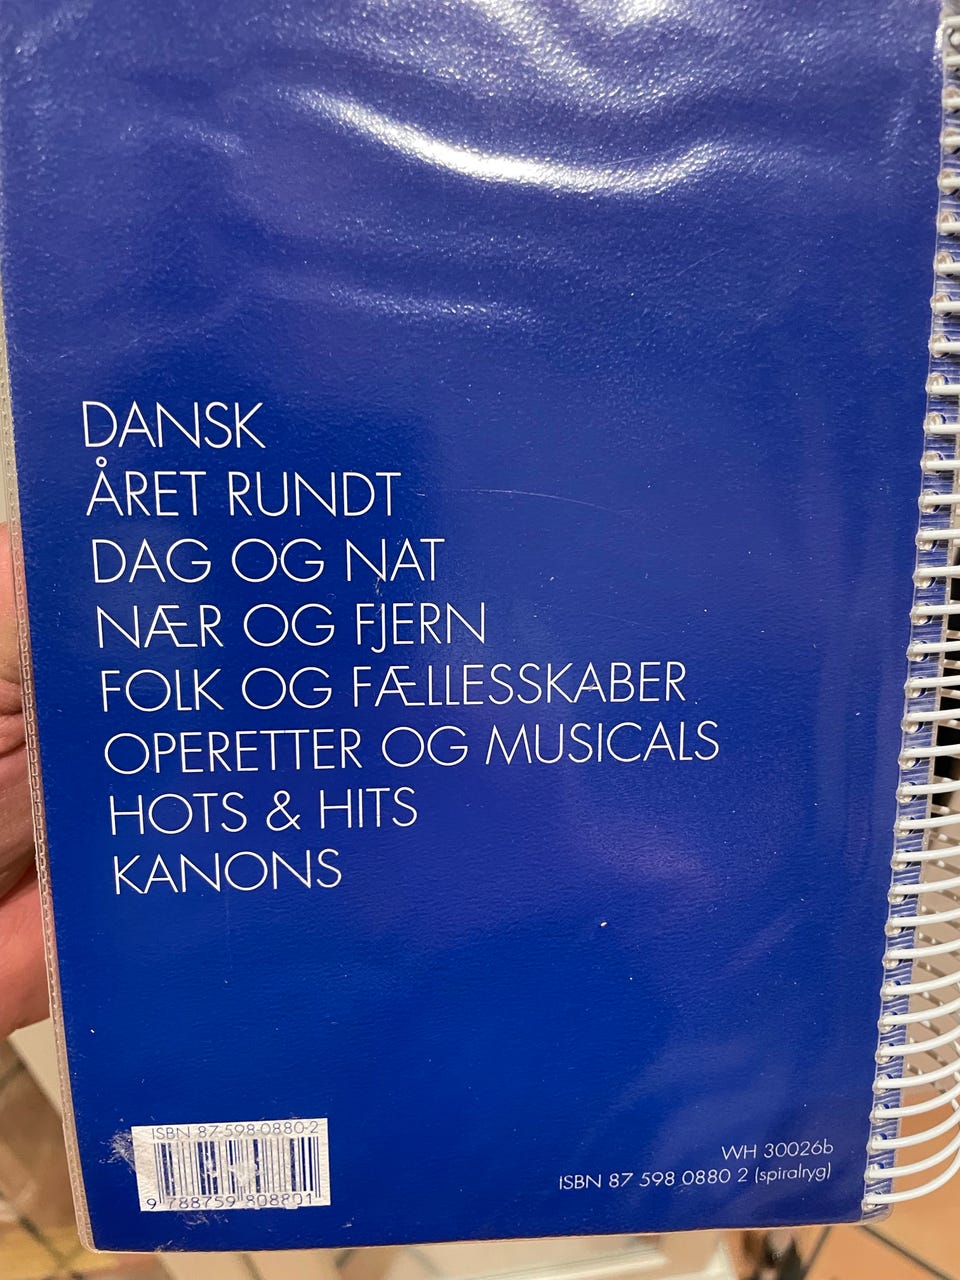 DANSK
ÅRET RUNDT
DAG OG NAT
NÆR OG FJERN
FOLK OG FÆLLESSKABER
OPERETTER OG MUSICALS
HOTS & HITS
KANONS
ISBN 87-598-0880-2
9 788759 808801
WH 30026b
ISBN 87 598 0880 2 (spiralryg)